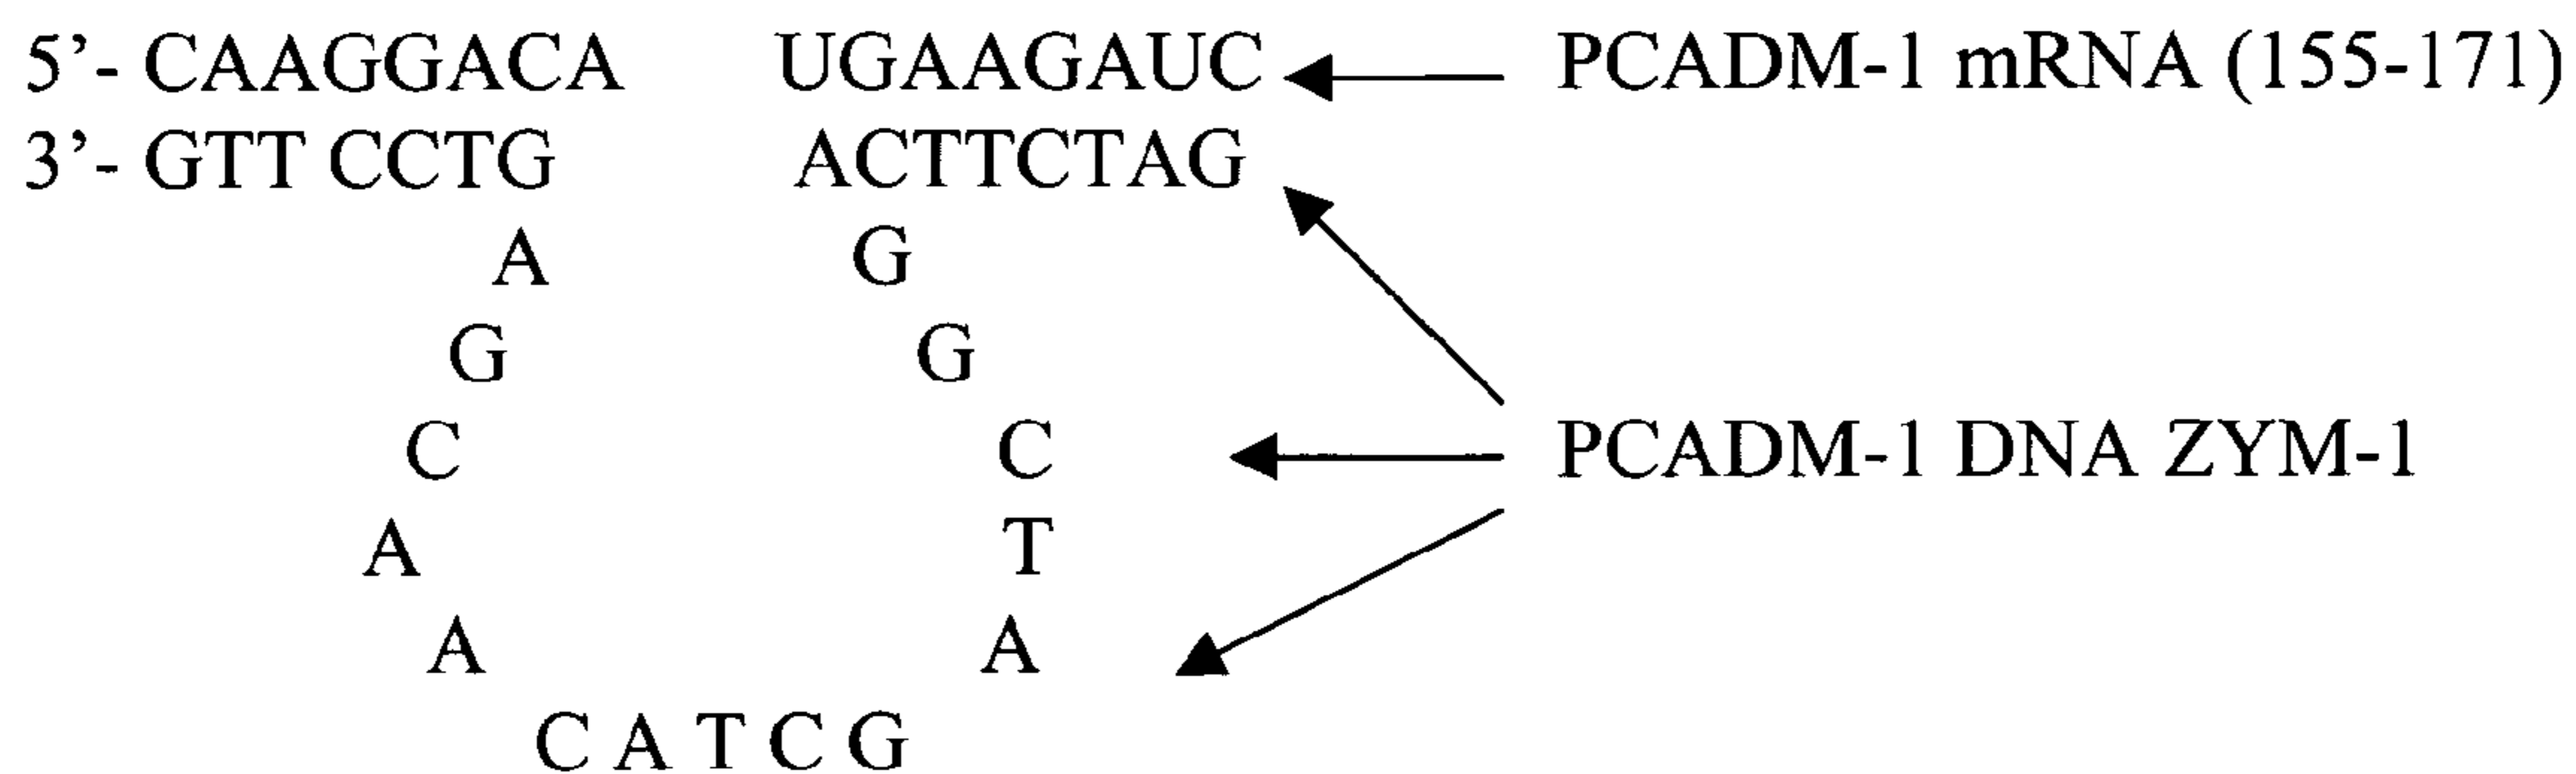 5’- CAAGGACA UGAAGAUC PCADM-1 mRNA (155-171)
3’- GTT CCTG ACTTCTAG
A G
G G
C C PCADM-1 DNA ZYM-1
A T
A A
C A T C G